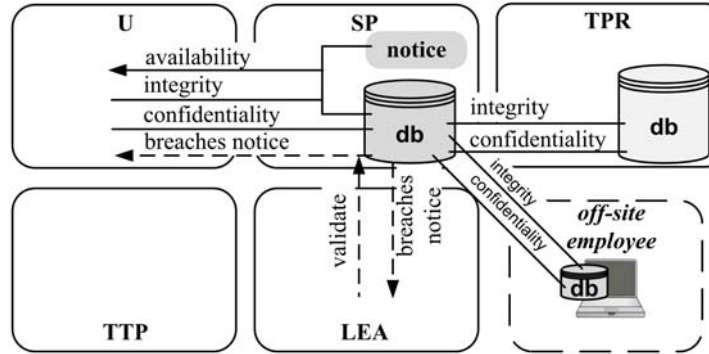 U
SP
TPR
notice
availability
integrity
confidentiality
breaches notice
db
integrity
confidentiality
db
validate
breaches
notice
integrity
confidentiality
off-site
employee
db
TTP
LEA